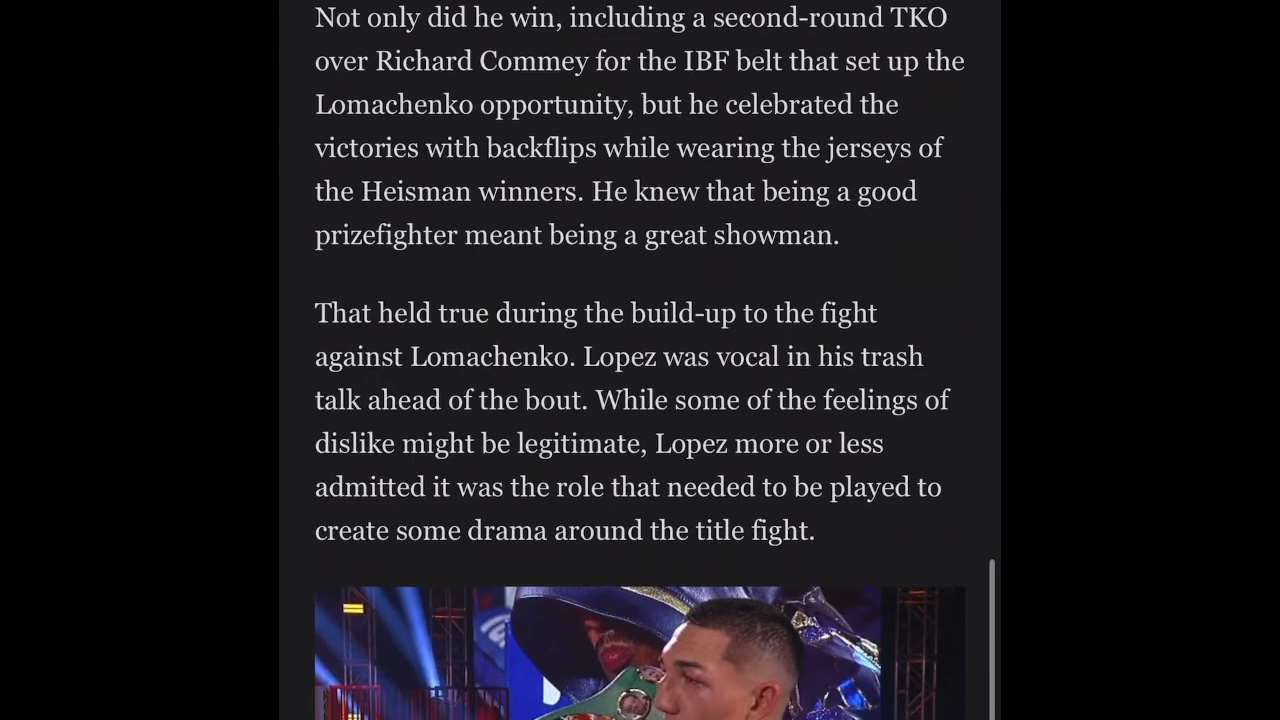 Not only did he win, including a second-round TKO
over Richard Commey for the IBF belt that set up the
Lomachenko opportunity, but he celebrated the
victories with backflips while wearing the jerseys of
the Heisman winners. He knew that being a good
prizefighter meant being a great showman.
That held true during the build-up to the fight
against Lomachenko. Lopez was vocal in his trash
talk ahead of the bout. While some of the feelings of
dislike might be legitimate, Lopez more or less
admitted it was the role that needed to be played to
create some drama around the title fight.